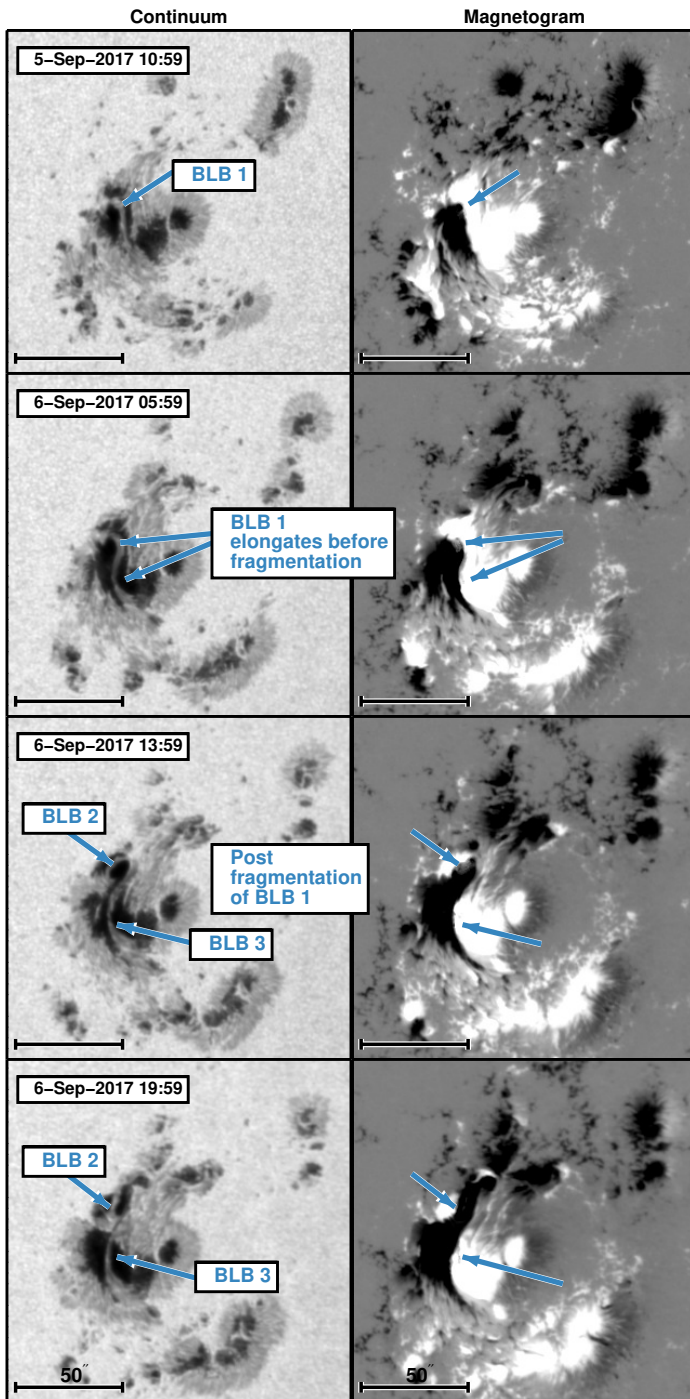 Continuum
Magnetogram
5−Sep−2017 10:59
BLB 1
6−Sep−2017 05:59
BLB 1
elongates before
fragmentation
6−Sep−2017 13:59
BLB 2
Post
fragmentation
of BLB 1
BLB 3
6−Sep−2017 19:59
BLB 2
BLB 3
50″